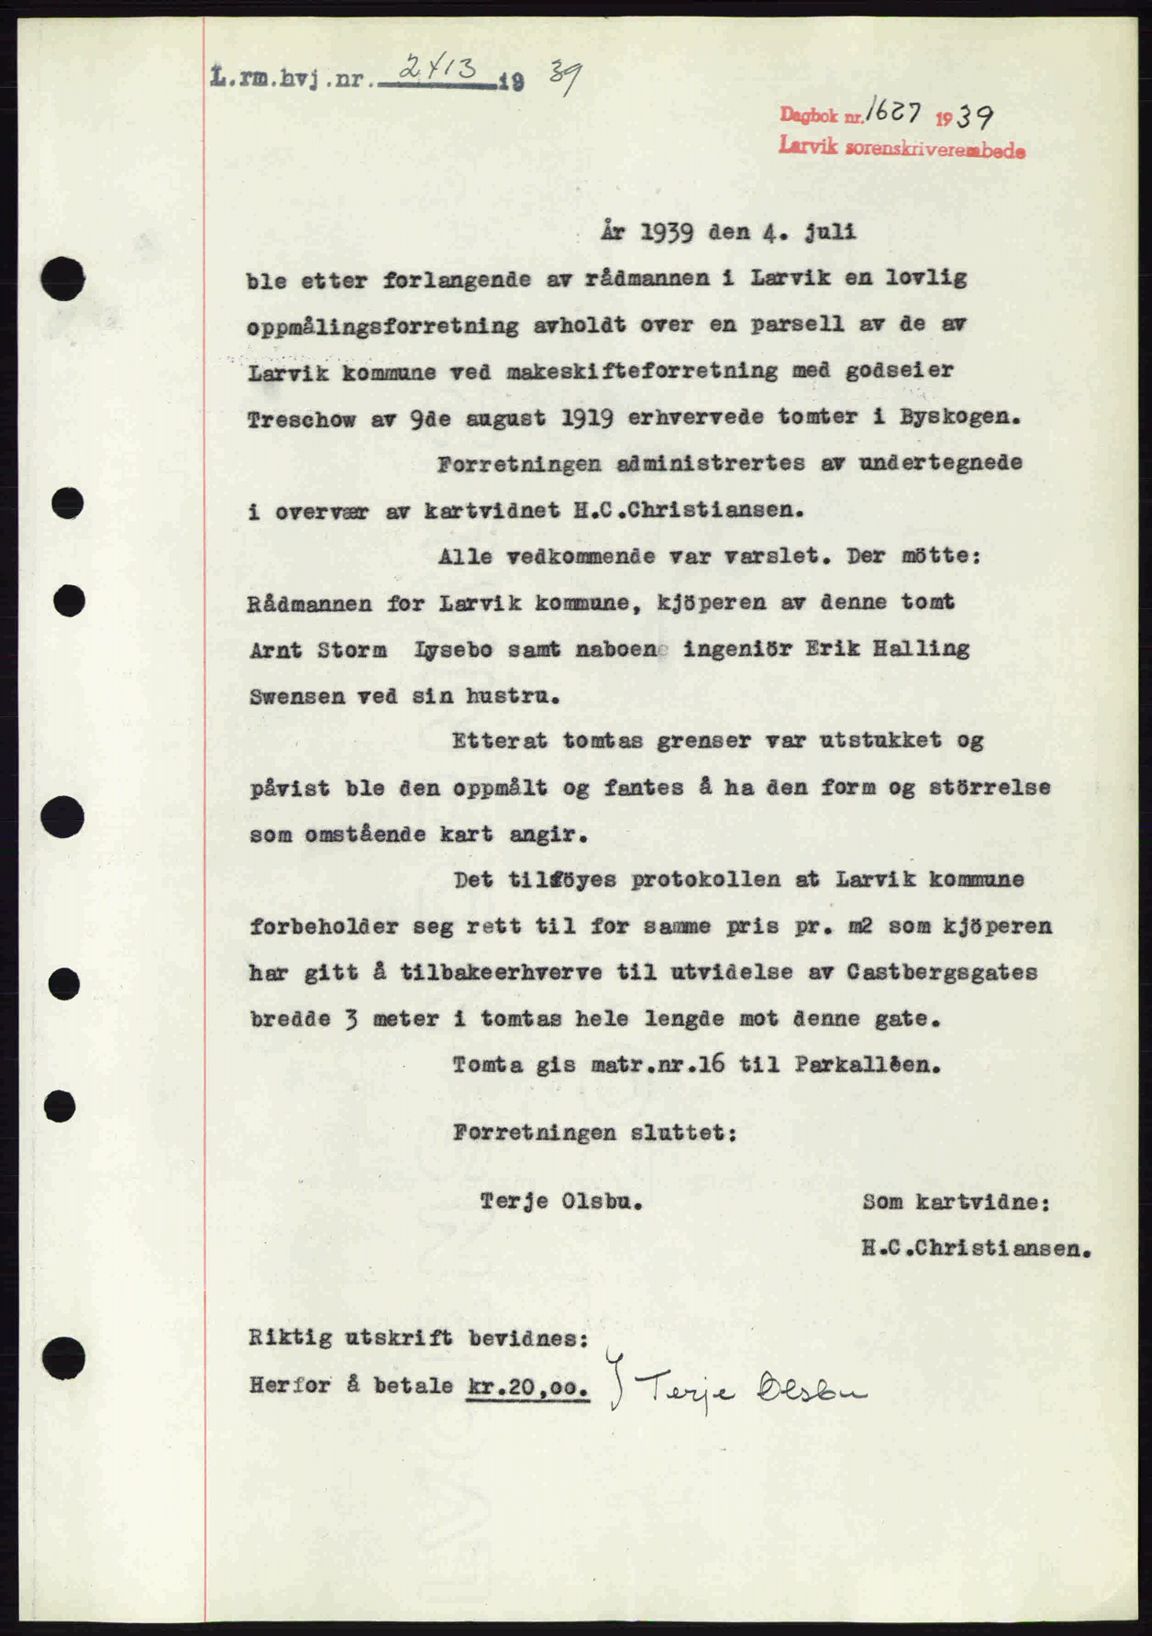 L.rm.hvj.nr. 2413 19 39
Dagbok nr. 1627 1939
Larvik sorenskriverembede
År 1939 den 4. juli
ble etter forlangende av rådmannen i Larvik en lovlig
oppmålingsforretning avholdt over en parsell av de av
Larvik kommune ved makeskifteforretning med godseier
Treschow av 9de august 1919 erhvervede tomter i Byskogen.
Forretningen administrertes av undertegnede
i overvær av kartvidnet H.C.Christiansen.
Alle vedkommende var varslet. Der mötte:
Rådmannen for Larvik kommune, kjöperen av denne tomt
Arnt Storm Lysebo samt naboen ingeniör Erik Halling
Swensen ved sin hustru.
Etterat tomtas grenser var utstukket og
påvist ble den oppmålt og fantes å ha den form og störrelse
som omstående kart angir.
Det tilföyes protokollen at Larvik kommune
forbeholder seg rett til for samme pris pr. m2 som kjöperen
har gitt å tilbakeerhverve til utvidelse av Castbergsgates
bredde 3 meter i tomtas hele lengde mot denne gate.
Tomta gis matr.nr.16 til Parkalléen.
Forretningen sluttet:
Terje Olsbu. Som kartvidne:
H.C.Christiansen.
Riktig utskrift bevidnes:
Herfor å betale kr.20,00. Terje Olsbu